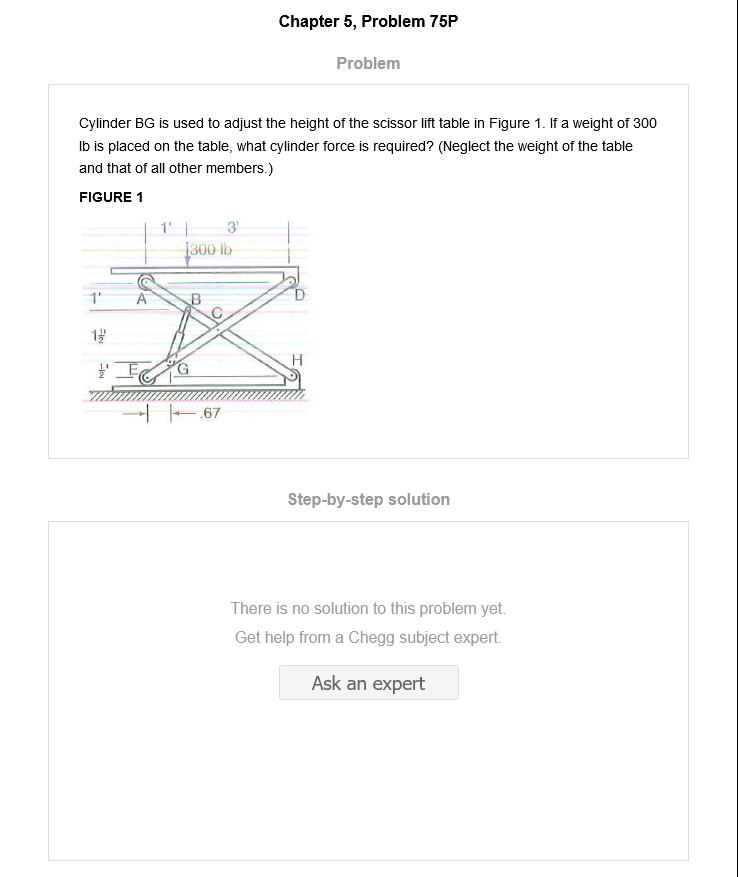 Chapter 5, Problem 75P
Problem
Cylinder BG is used to adjust the height of the scissor lift table in Figure 1. If a weight of 300
lb is placed on the table, what cylinder force is required? (Neglect the weight of the table
and that of all other members.)
FIGURE 1
1' 3'
300 lb
1' A B D
C
1½'
H
½' E G
.67
Step-by-step solution
There is no solution to this problem yet.
Get help from a Chegg subject expert.
Ask an expert